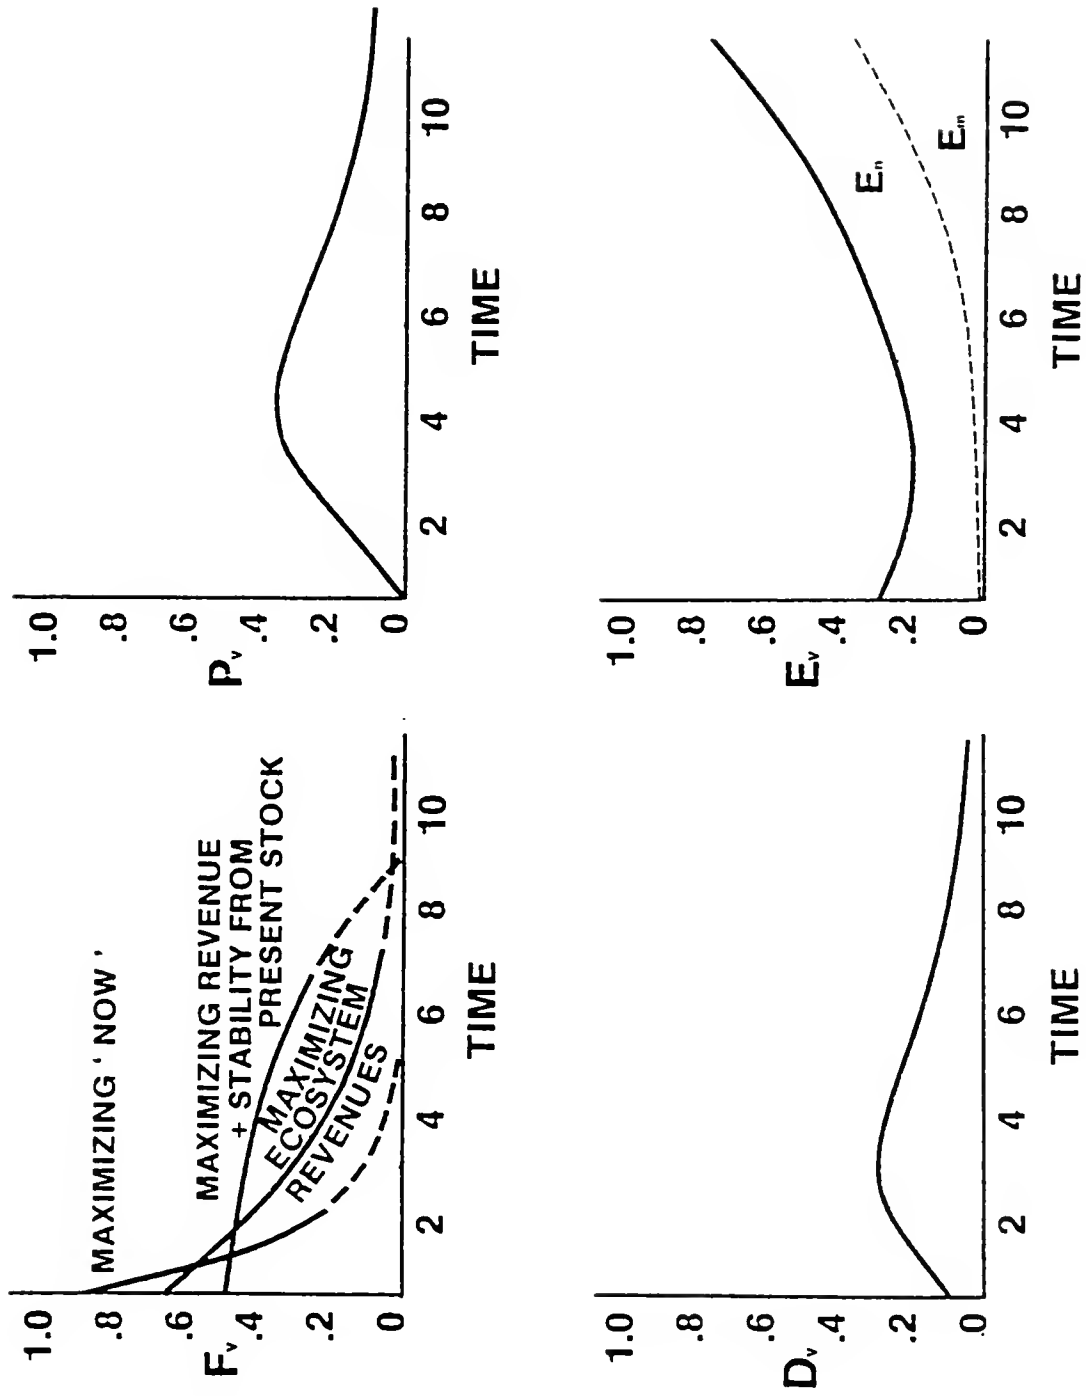 1.0
.8
.6
.4
.2
0
Fv
MAXIMIZING ' NOW '
MAXIMIZING REVENUE
+ STABILITY FROM
PRESENT STOCK
MAXIMIZING
ECOSYSTEM
REVENUES
2 4 6 8 10
TIME
1.0
.8
.6
.4
.2
0
Pv
2 4 6 8 10
TIME
1.0
.8
.6
.4
.2
.0
Dv
2 4 6 8 10
TIME
1.0
.8
.6
.4
.2
0
Ev
En
Em
2 4 6 8 10
TIME